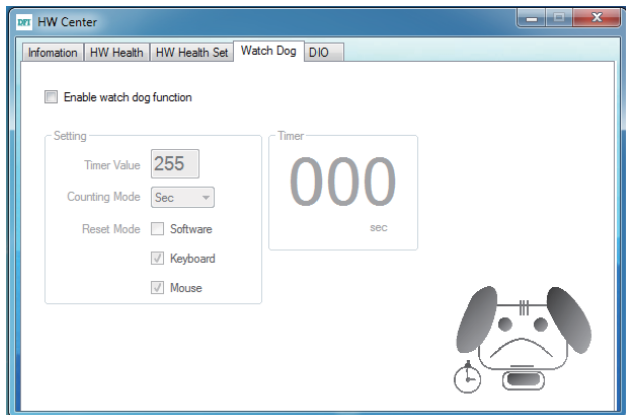 DFI HW Center
Infomation HW Health HW Health Set Watch Dog DIO
Enable watch dog function
Setting
Timer Value 255
Counting Mode Sec
Reset Mode Software
Keyboard
Mouse
Timer
000
sec